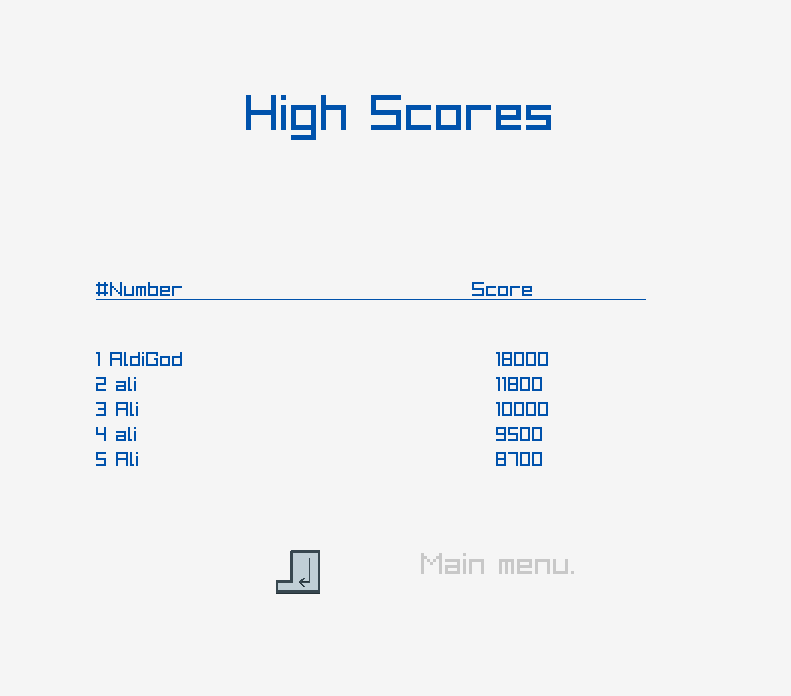 High Scores
#Number Score
1 AldiGod 18000
2 ali 11800
3 Ali 10000
4 ali 9500
5 Ali 8700
Main menu.